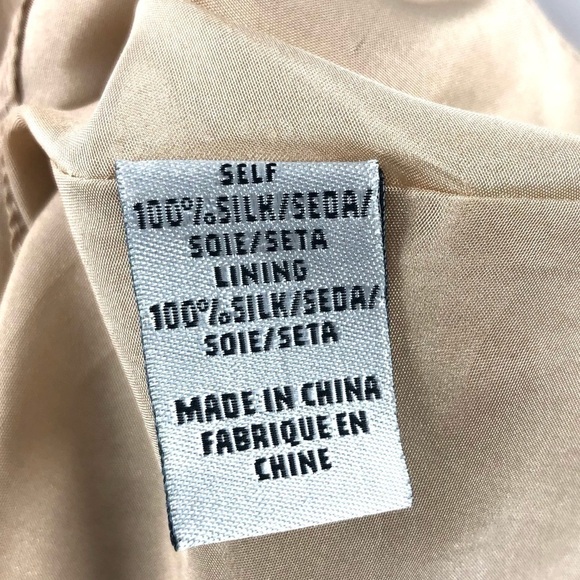 SELF
100%SILK/SEDA/
SOIE/SETA
LINING
100%SILK/SEDA/
SOIE/SETA
MADE IN CHINA
FABRIQUE EN
CHINE